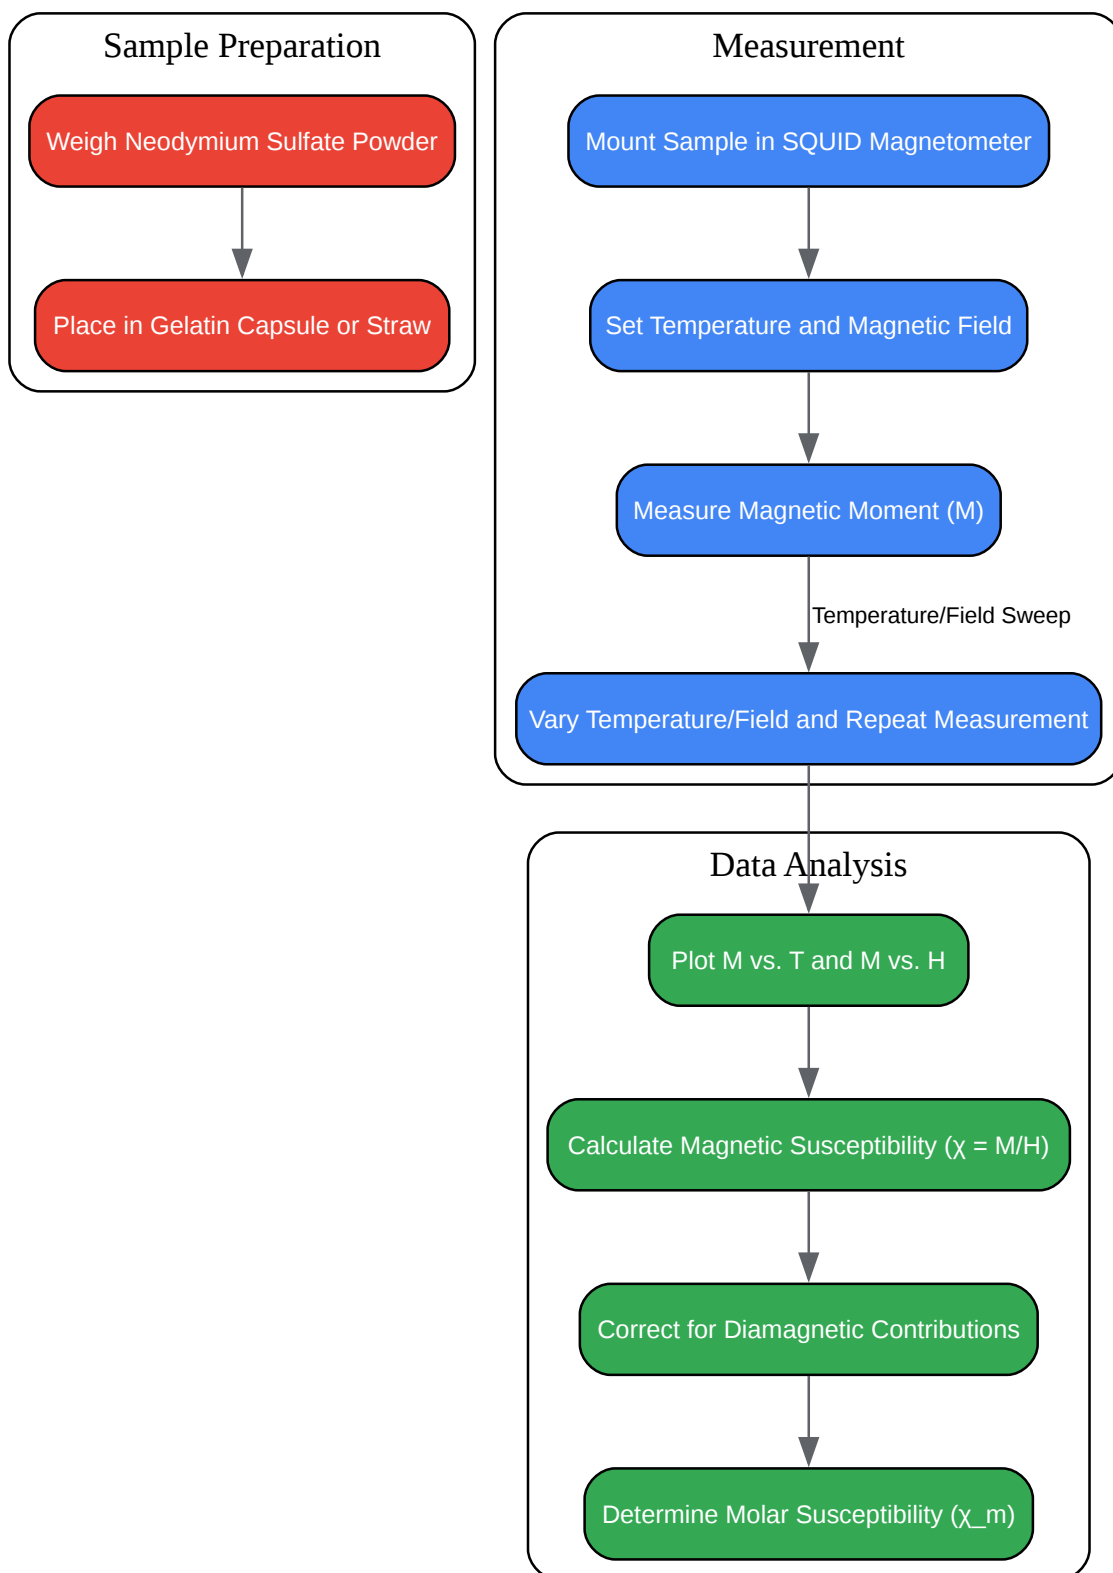 Sample Preparation
Weigh Neodymium Sulfate Powder
Place in Gelatin Capsule or Straw
Measurement
Mount Sample in SQUID Magnetometer
Set Temperature and Magnetic Field
Measure Magnetic Moment (M)
Temperature/Field Sweep
Vary Temperature/Field and Repeat Measurement
Data Analysis
Plot M vs. T and M vs. H
Calculate Magnetic Susceptibility (χ = M/H)
Correct for Diamagnetic Contributions
Determine Molar Susceptibility (χ_m)